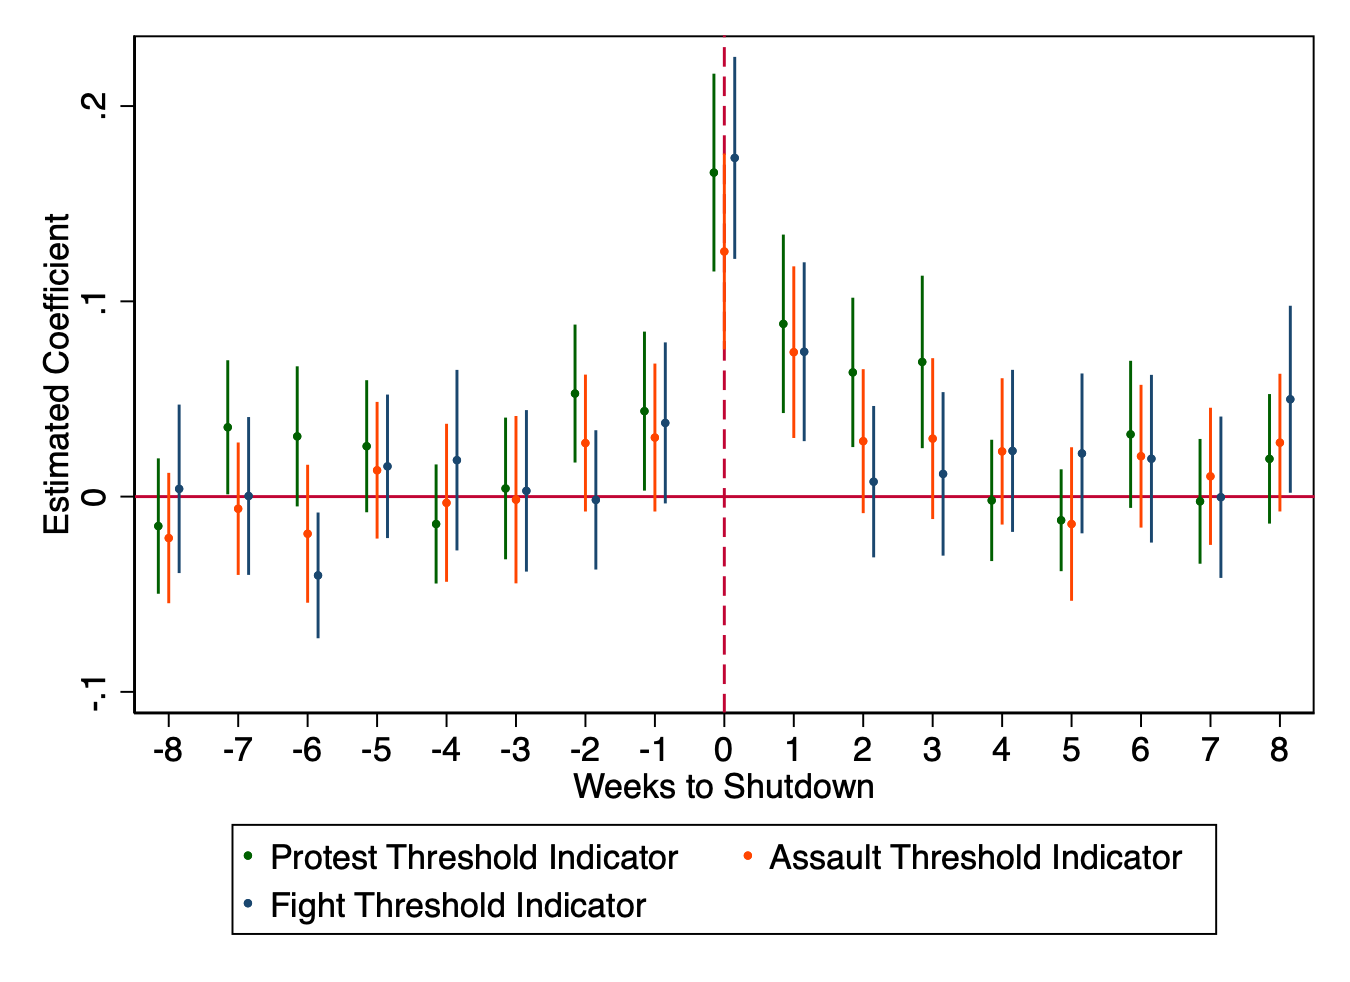 .2
.1
0
-.1
Estimated Coefficient
-8 -7 -6 -5 -4 -3 -2 -1 0 1 2 3 4 5 6 7 8
Weeks to Shutdown
Protest Threshold Indicator Assault Threshold Indicator
Fight Threshold Indicator